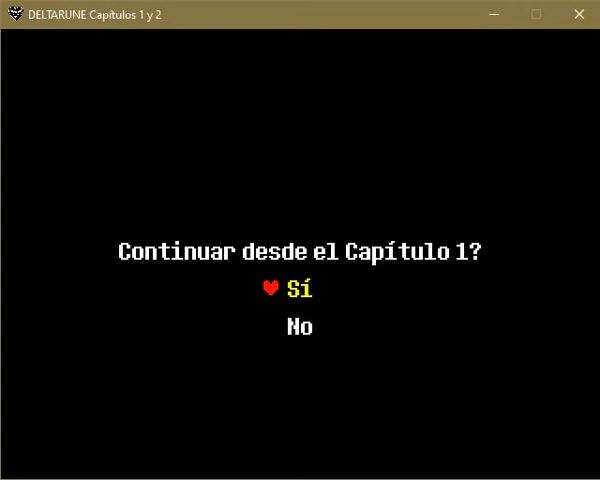 DELTARUNE Capítulos 1 y 2
Continuar desde el Capítulo 1?
Sí
No